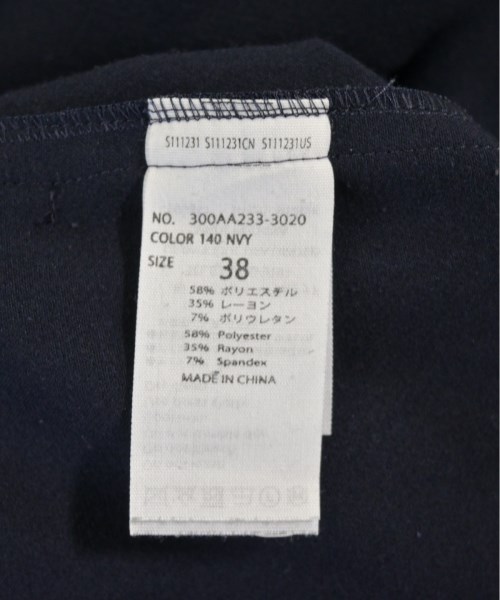 S111231 S111231CN S111231US
NO. 300AA233-3020
COLOR 140 NVY
SIZE 38
58% ポリエステル
35% レーヨン
7% ポリウレタン
58% Polyester
35% Rayon
7% Spandex
MADE IN CHINA